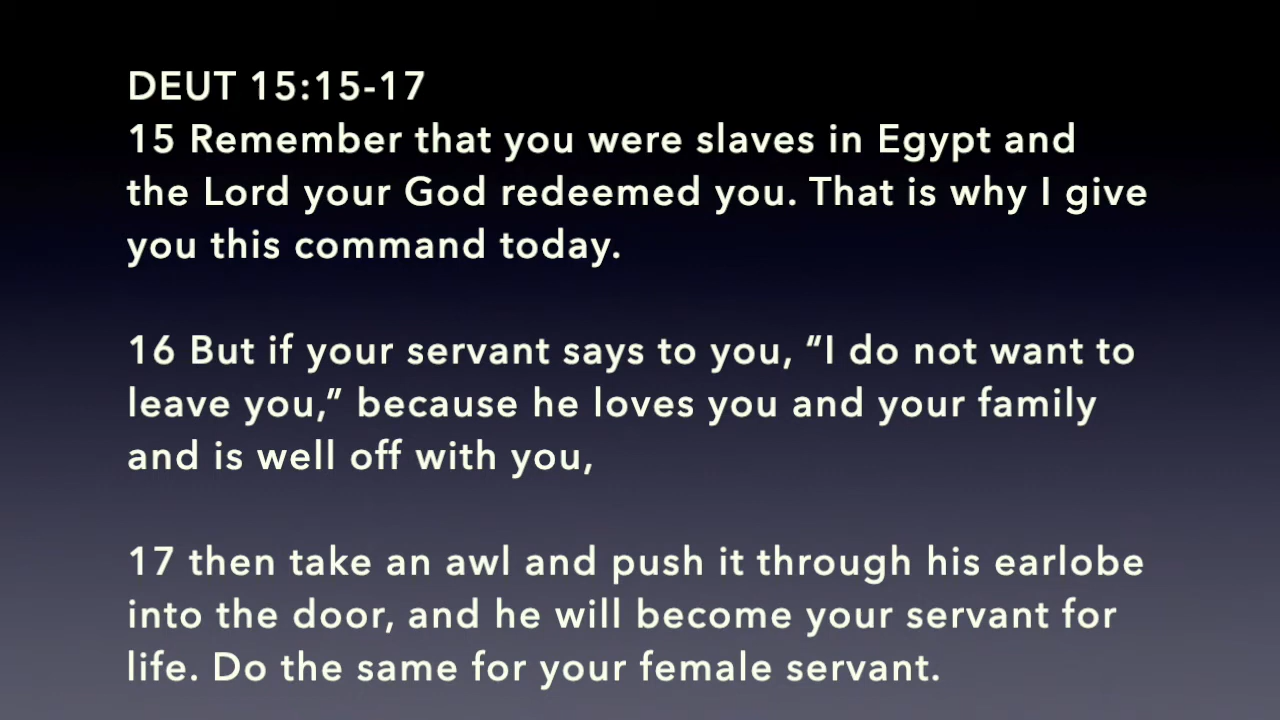 DEUT 15:15-17
15 Remember that you were slaves in Egypt and
the Lord your God redeemed you. That is why I give
you this command today.
16 But if your servant says to you, “I do not want to
leave you,” because he loves you and your family
and is well off with you,
17 then take an awl and push it through his earlobe
into the door, and he will become your servant for
life. Do the same for your female servant.